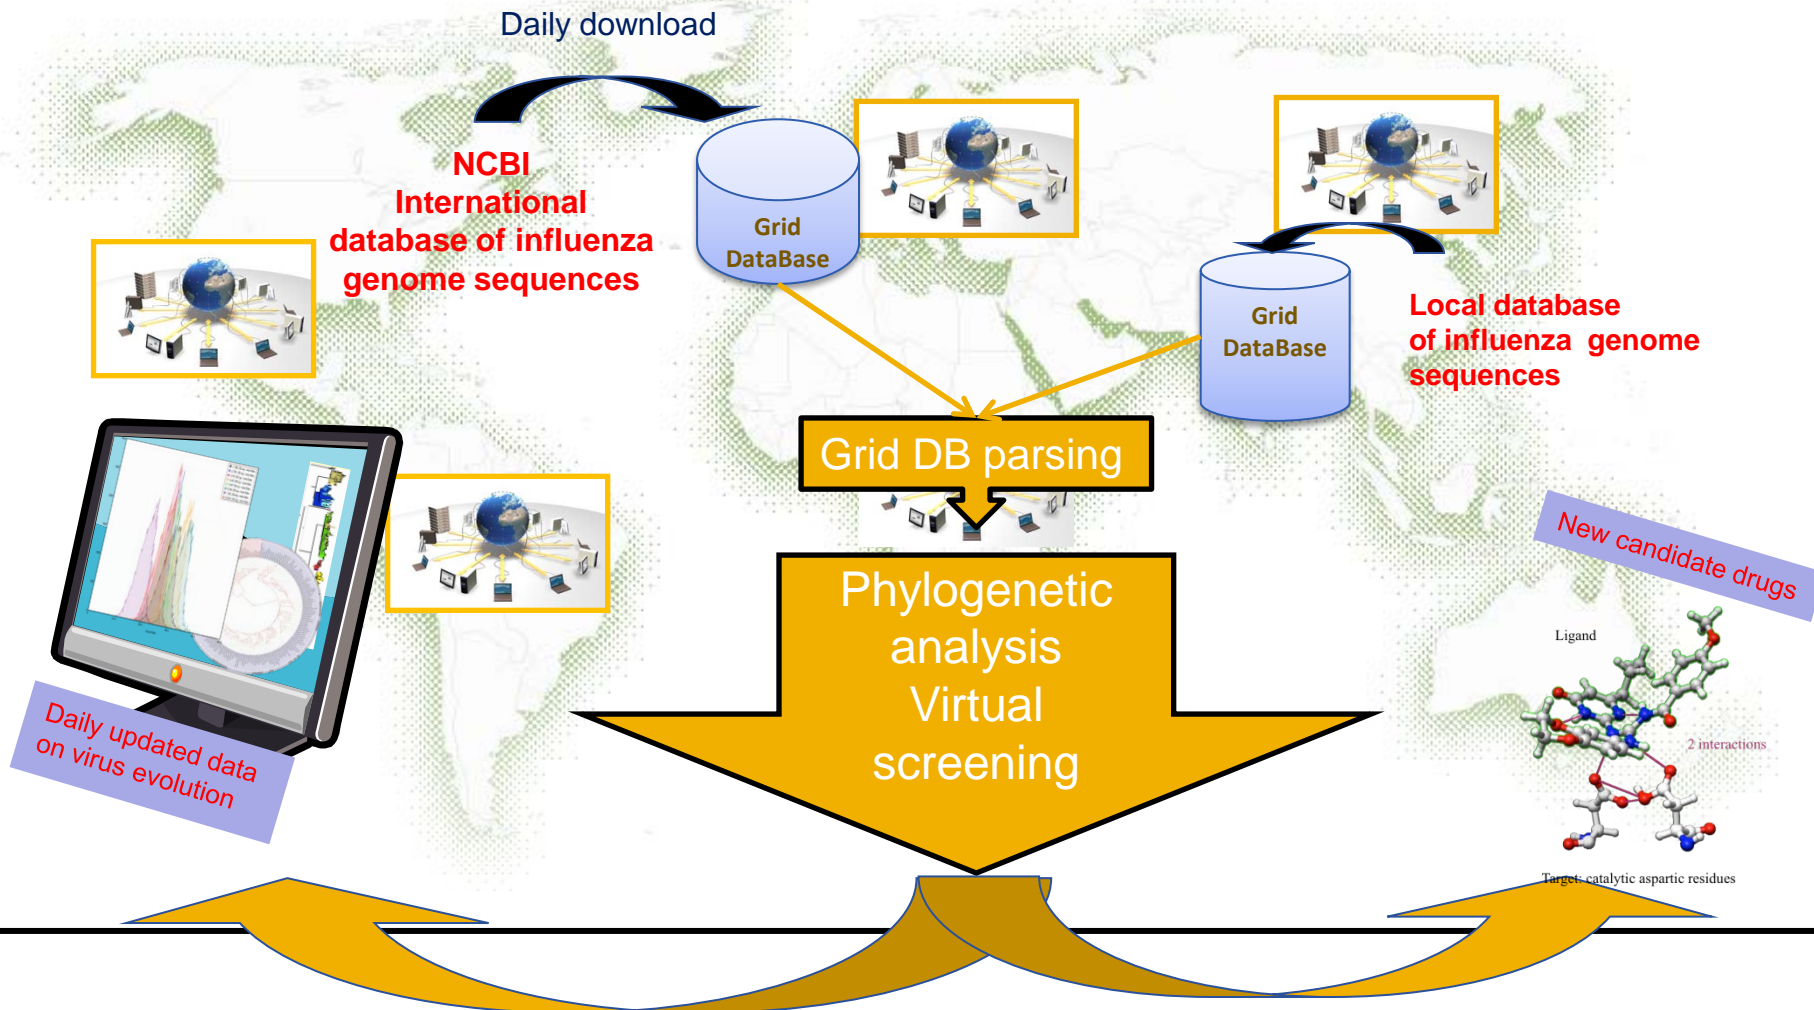 Daily download
NCBI
International
database of influenza
genome sequences
Grid
DataBase
Grid
DataBase
Local database
of influenza genome
sequences
Grid DB parsing
Phylogenetic
analysis
Virtual
screening
New candidate drugs
Ligand
2 interactions
Target: catalytic aspartic residues
Daily updated data
on virus evolution